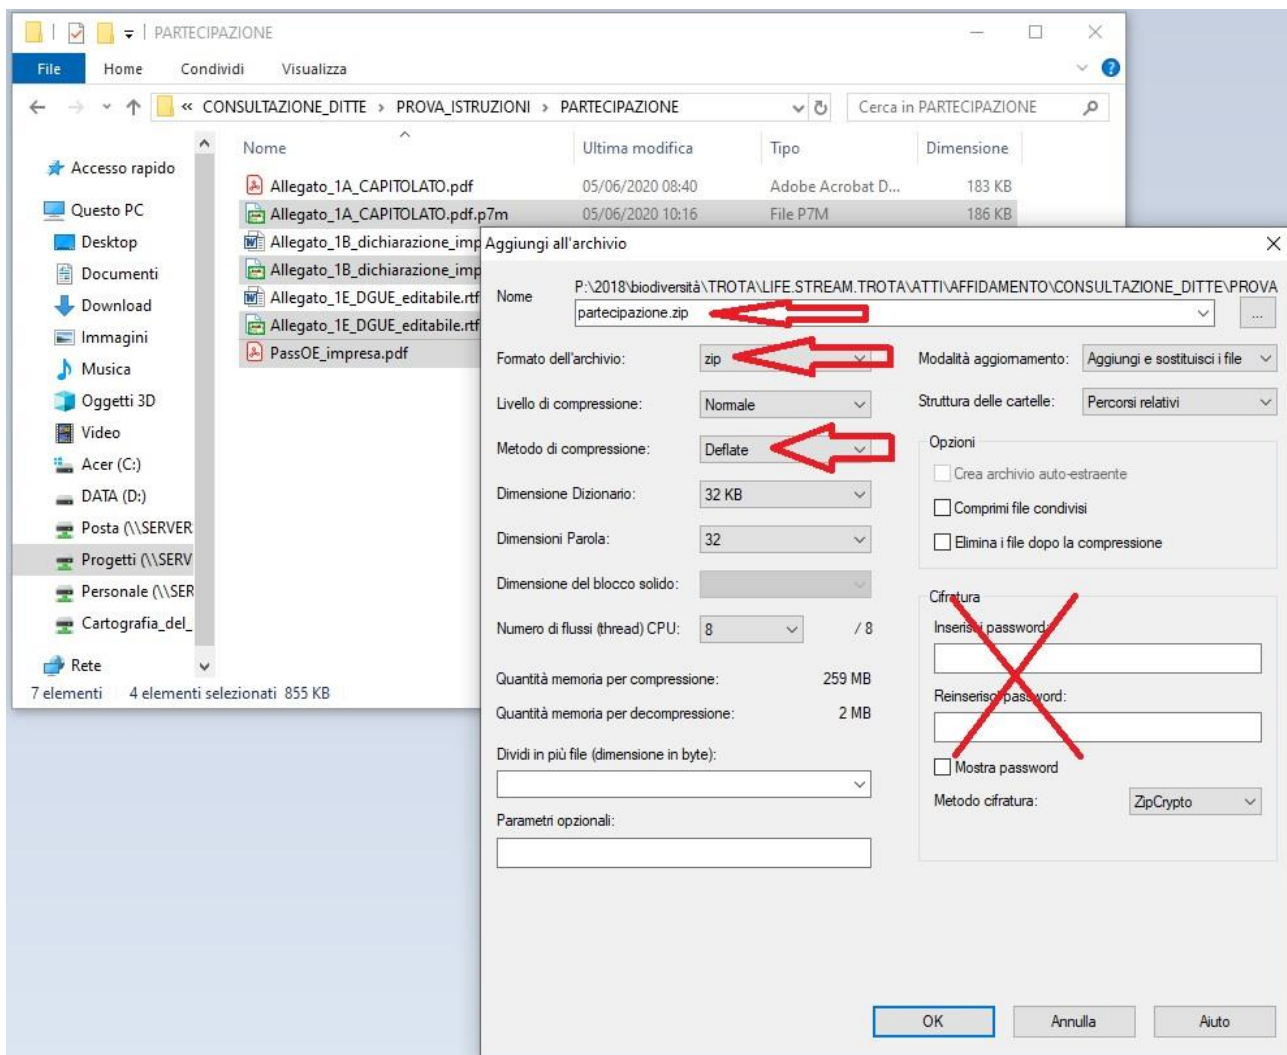 PARTECIPAZIONE
File Home Condividi Visualizza
« CONSULTAZIONE_DITTE > PROVA_ISTRUZIONI > PARTECIPAZIONE Cerca in PARTECIPAZIONE
Accesso rapido
Questo PC
Desktop
Documenti
Download
Immagini
Musica
Oggetti 3D
Video
Acer (C:)
DATA (D:)
Posta (\\SERVER
Progetti (\\SERV
Personale (\\SER
Cartografia_del_
Rete
Nome Ultima modifica Tipo Dimensione
Allegato_1A_CAPITOLATO.pdf 05/06/2020 08:40 Adobe Acrobat D... 183 KB
Allegato_1A_CAPITOLATO.pdf.p7m 05/06/2020 10:16 File P7M 186 KB
Allegato_1B_dichiarazione_imp
Allegato_1B_dichiarazione_imp
Allegato_1E_DGUE_editabile.rtf
Allegato_1E_DGUE_editabile.rtf
PassOE_impresa.pdf
7 elementi 4 elementi selezionati 855 KB
Aggiungi all'archivio
Nome
P:\2018\biodiversità\TROTA\LIFE.STREAM.TROTA\ATTI\AFFIDAMENTO\CONSULTAZIONE_DITTE\PROVA
partecipazione.zip ...
Formato dell'archivio: zip
Livello di compressione: Normale
Metodo di compressione: Deflate
Dimensione Dizionario: 32 KB
Dimensioni Parola: 32
Dimensione del blocco solido:
Numero di flussi (thread) CPU: 8 / 8
Quantità memoria per compressione: 259 MB
Quantità memoria per decompressione: 2 MB
Dividi in più file (dimensione in byte):
Parametri opzionali:
Modalità aggiornamento: Aggiungi e sostituisci i file
Struttura delle cartelle: Percorsi relativi
Opzioni
Crea archivio auto-estraente
Comprimi file condivisi
Elimina i file dopo la compressione
Cifratura
Inserisci password:
Reinserisci password:
Mostra password
Metodo cifratura: ZipCrypto
OK Annulla Aiuto